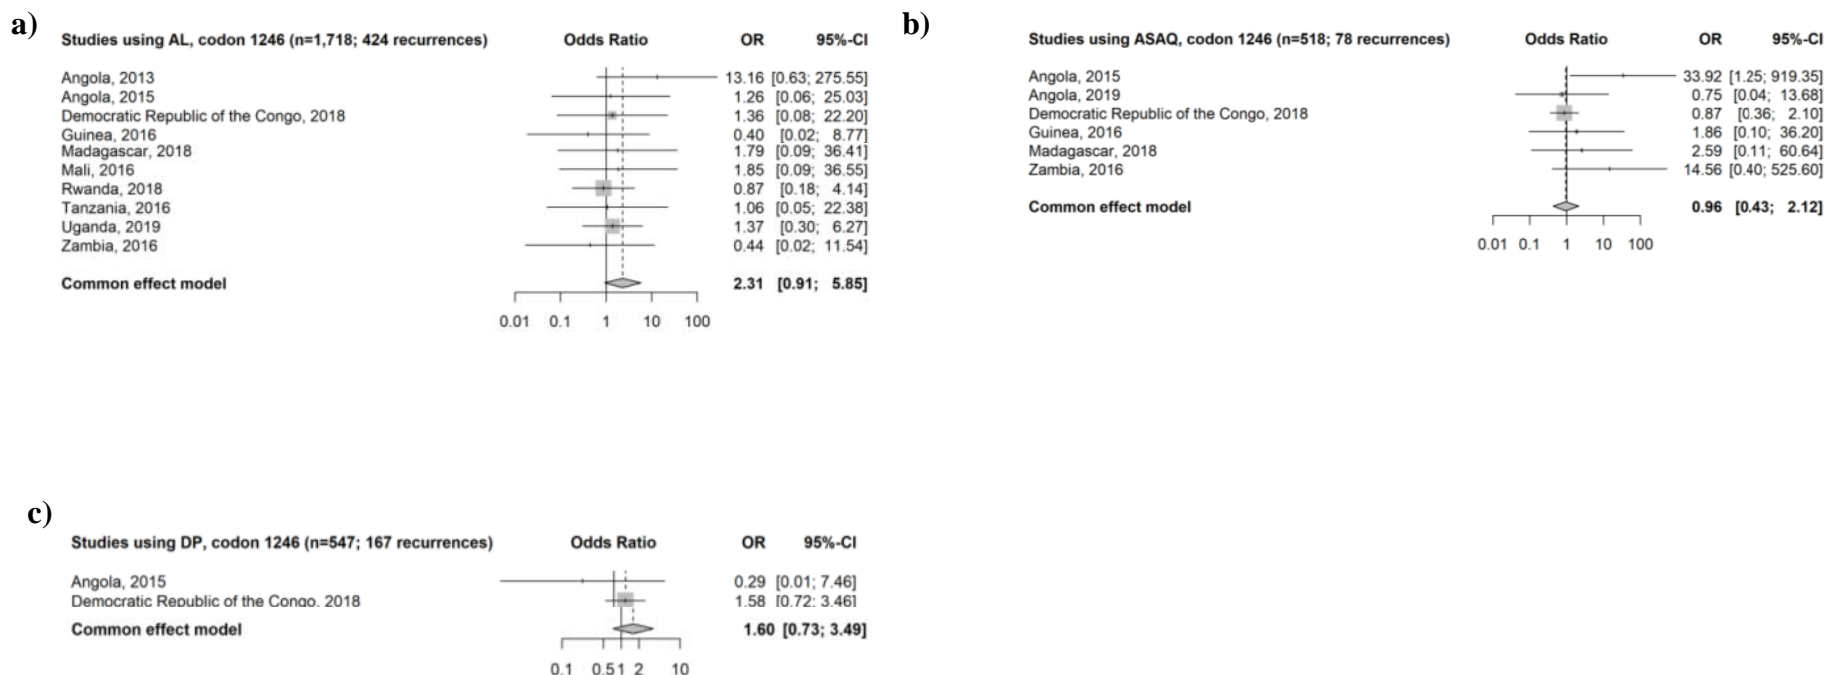 a)
Studies using AL, codon 1246 (n=1,718; 424 recurrences) Odds Ratio OR 95%-CI
Angola, 2013 13.16 [0.63; 275.55]
Angola, 2015 1.26 [0.06; 25.03]
Democratic Republic of the Congo, 2018 1.36 [0.08; 22.20]
Guinea, 2016 0.40 [0.02; 8.77]
Madagascar, 2018 1.79 [0.09; 36.41]
Mali, 2016 1.85 [0.09; 36.55]
Rwanda, 2018 0.87 [0.18; 4.14]
Tanzania, 2016 1.06 [0.05; 22.38]
Uganda, 2019 1.37 [0.30; 6.27]
Zambia, 2016 0.44 [0.02; 11.54]
Common effect model 2.31 [0.91; 5.85]
0.01 0.1 1 10 100
b)
Studies using ASAQ, codon 1246 (n=518; 78 recurrences) Odds Ratio OR 95%-CI
Angola, 2015 33.92 [1.25; 919.35]
Angola, 2019 0.75 [0.04; 13.68]
Democratic Republic of the Congo, 2018 0.87 [0.36; 2.10]
Guinea, 2016 1.86 [0.10; 36.20]
Madagascar, 2018 2.59 [0.11; 60.64]
Zambia, 2016 14.56 [0.40; 525.60]
Common effect model 0.96 [0.43; 2.12]
0.01 0.1 1 10 100
c)
Studies using DP, codon 1246 (n=547; 167 recurrences) Odds Ratio OR 95%-CI
Angola, 2015 0.29 [0.01; 7.46]
Democratic Republic of the Congo, 2018 1.58 [0.72; 3.46]
Common effect model 1.60 [0.73; 3.49]
0.1 0.5 1 2 10